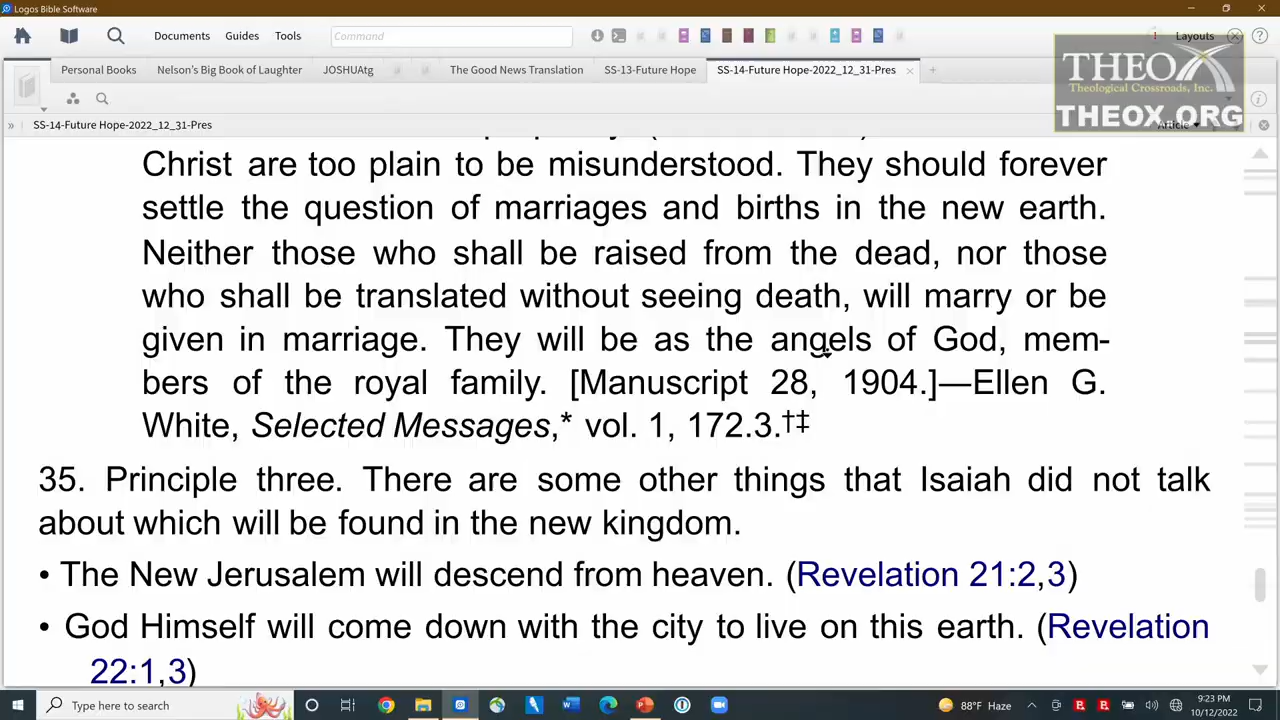 Logos Bible Software
Documents Guides Tools Command Layouts
Personal Books Nelson's Big Book of Laughter JOSHUAtg The Good News Translation SS-13-Future Hope SS-14-Future Hope-2022_12_31-Pres
THEOX
Theological Crossroads, Inc.
THEOX.ORG
SS-14-Future Hope-2022_12_31-Pres Article
Christ are too plain to be misunderstood. They should forever
settle the question of marriages and births in the new earth.
Neither those who shall be raised from the dead, nor those
who shall be translated without seeing death, will marry or be
given in marriage. They will be as the angels of God, mem-
bers of the royal family. [Manuscript 28, 1904.]—Ellen G.
White, Selected Messages,* vol. 1, 172.3.†‡
35. Principle three. There are some other things that Isaiah did not talk
about which will be found in the new kingdom.
• The New Jerusalem will descend from heaven. (Revelation 21:2,3)
• God Himself will come down with the city to live on this earth. (Revelation
22:1,3)
Type here to search 88°F Haze 9:23 PM
10/12/2022